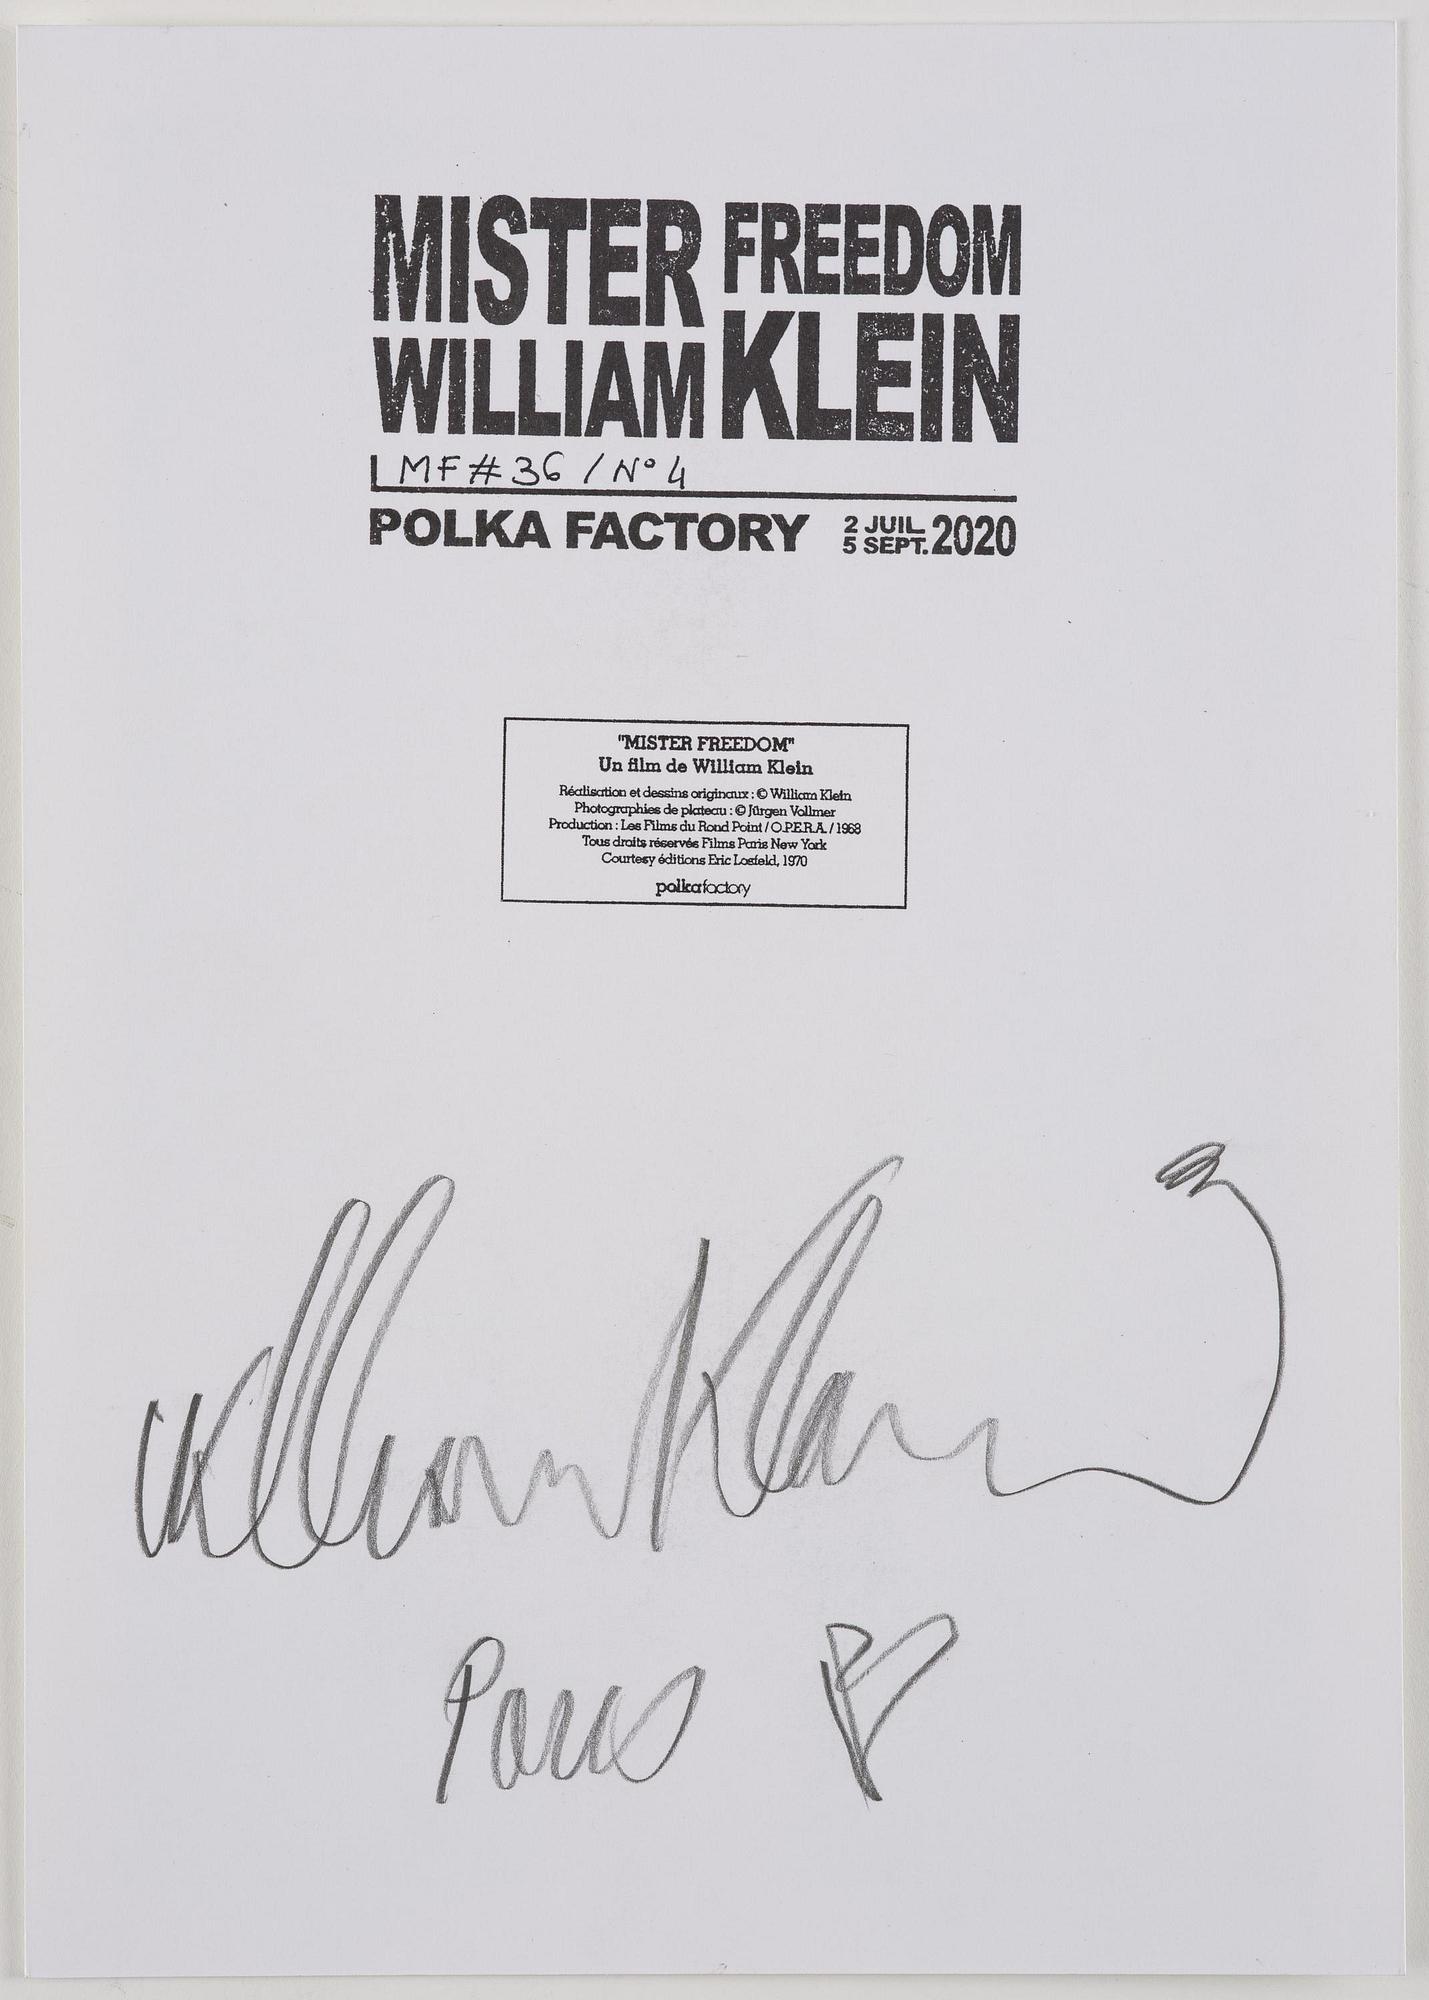 MISTER FREEDOM
WILLIAM KLEIN
MF#36 / N° 4
POLKA FACTORY 2 JUIL. 5 SEPT. 2020
"MISTER FREEDOM"
Un film de William Klein
Réalisation et dessins originaux : © William Klein
Photographies de plateau : © Jürgen Vollmer
Production : Les Films du Rond Point / O.P.E.R.A. / 1968
Tous droits réservés Films Paris New York
Courtesy éditions Eric Losfeld, 1970
polkafactory
William Klein
Paris